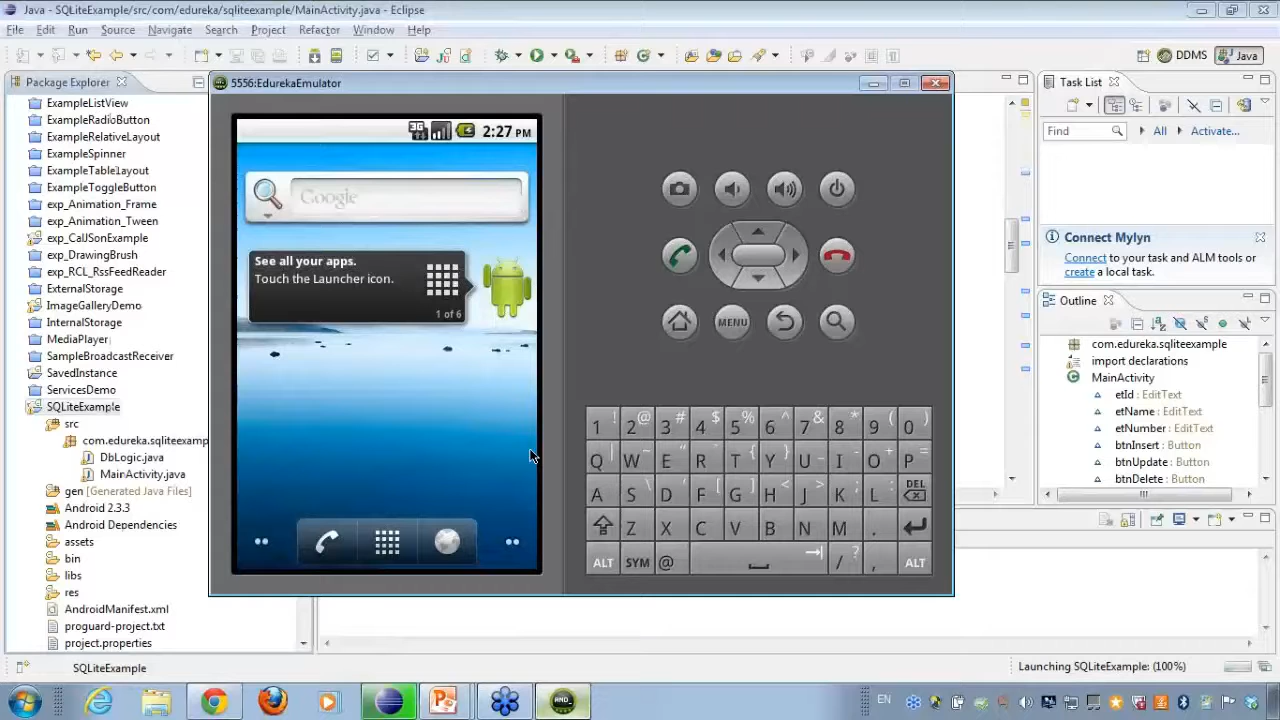 Java - SQLiteExample/src/com/edureka/sqliteexample/MainActivity.java - Eclipse
File Edit Run Source Navigate Search Project Refactor Window Help
DDMS Java
Package Explorer
ExampleListView
ExampleRadioButton
ExampleRelativeLayout
ExampleSpinner
ExampleTableLayout
ExampleToggleButton
exp_Animation_Frame
exp_Animation_Tween
exp_CalJSonExample
exp_DrawingBrush
exp_RCL_RssFeedReader
ExternalStorage
ImageGalleryDemo
InternalStorage
MediaPlayer
SampleBroadcastReceiver
SavedInstance
ServicesDemo
SQLiteExample
src
com.edureka.sqliteexamp
DbLogic.java
MainActivity.java
gen [Generated Java Files]
Android 2.3.3
Android Dependencies
assets
bin
libs
res
AndroidManifest.xml
proguard-project.txt
project.properties
5556:EdurekaEmulator
3G 2:27 PM
Google
See all your apps.
Touch the Launcher icon.
1 of 6
MENU
1 ! 2 @ 3 # 4 $ 5 % 6 ^ 7 & 8 * 9 ( 0 )
Q | W ~ E " R ` T { Y } U _ I - O + P =
A S \ D ' F [ G ] H < J > K ; L : DEL
Z X C V B N M .
ALT SYM @ / ? , ALT
Task List
Find All Activate...
Connect Mylyn
Connect to your task and ALM tools or
create a local task.
Outline
com.edureka.sqliteexample
import declarations
MainActivity
etId : EditText
etName : EditText
etNumber : EditText
btnInsert : Button
btnUpdate : Button
btnDelete : Button
SQLiteExample
Launching SQLiteExample: (100%)
EN